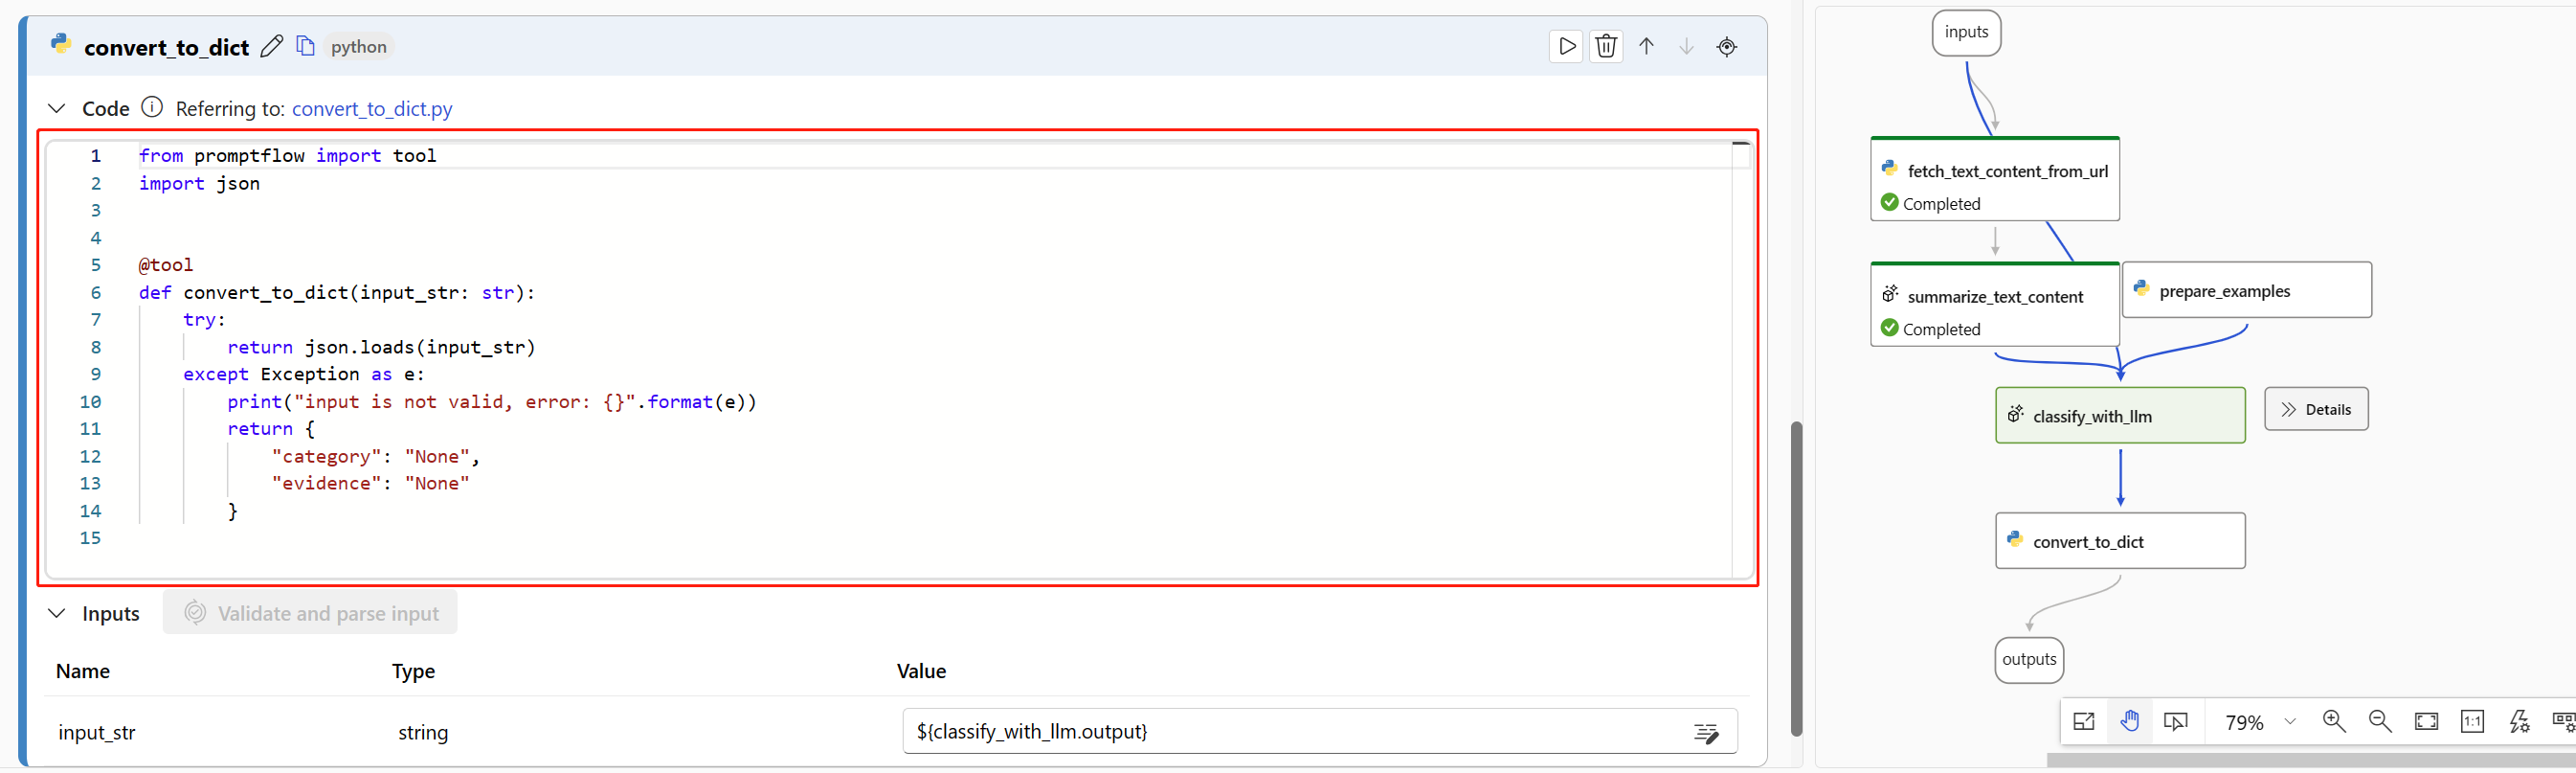 convert_to_dict python
Code Referring to: convert_to_dict.py
1 from promptflow import tool
2 import json
3
4
5 @tool
6 def convert_to_dict(input_str: str):
7     try:
8         return json.loads(input_str)
9     except Exception as e:
10         print("input is not valid, error: {}".format(e))
11         return {
12             "category": "None",
13             "evidence": "None"
14         }
15
Inputs Validate and parse input
Name Type Value
input_str string ${classify_with_llm.output}
inputs
fetch_text_content_from_url
Completed
summarize_text_content
Completed
prepare_examples
classify_with_llm
Details
convert_to_dict
outputs
79%
1:1